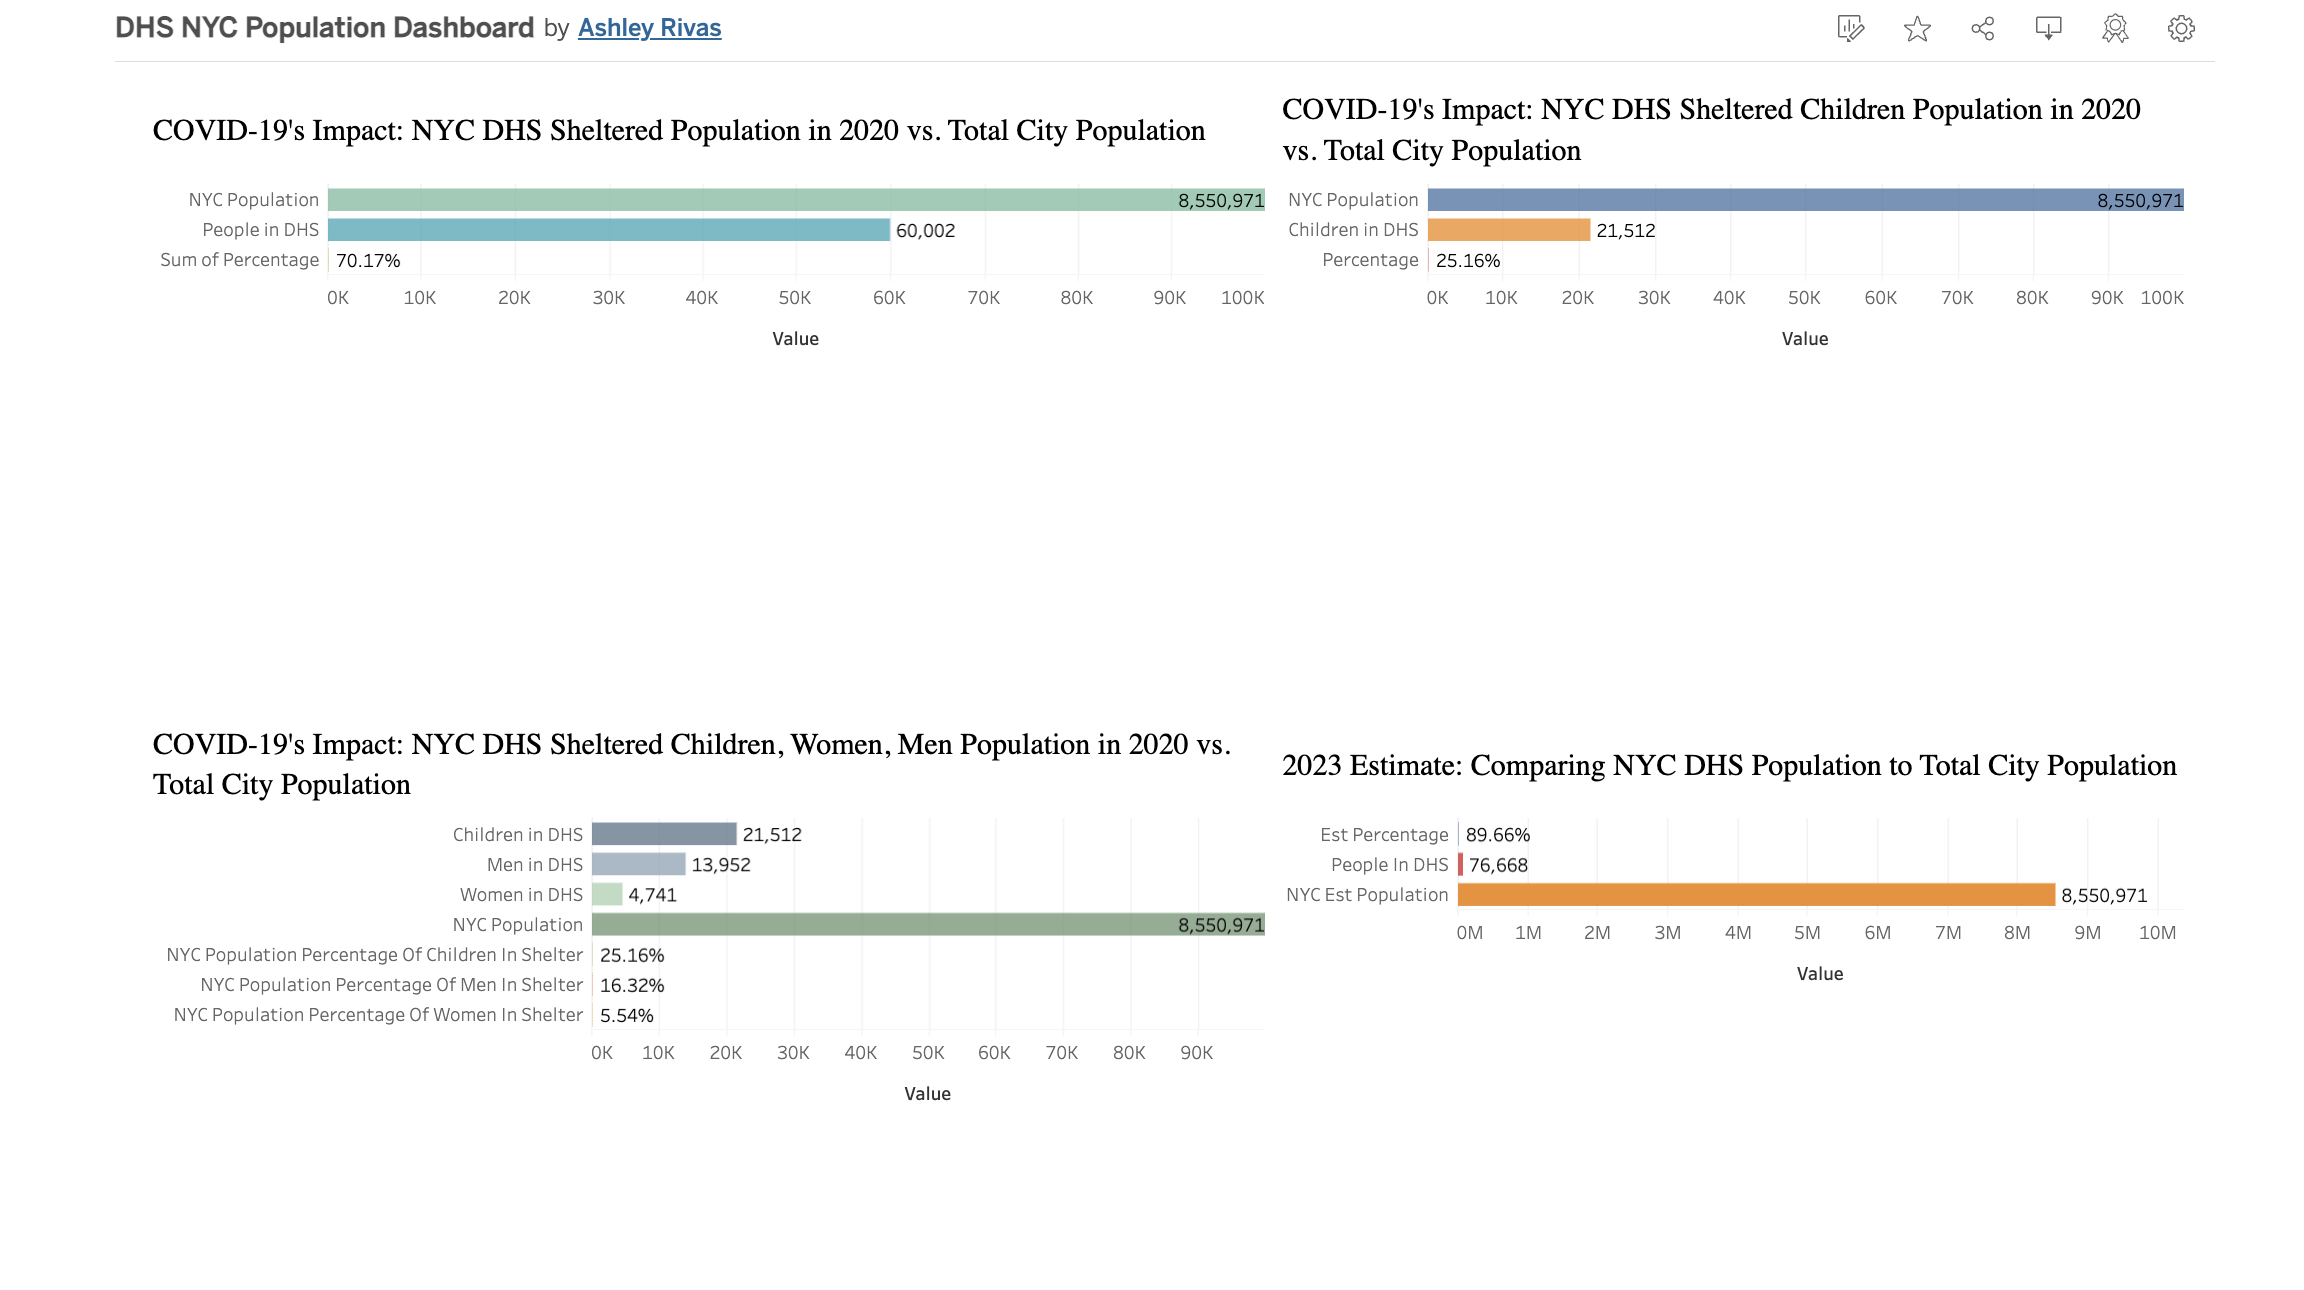 DHS NYC Population Dashboard by Ashley Rivas
COVID-19's Impact: NYC DHS Sheltered Population in 2020 vs. Total City Population
NYC Population 8,550,971
People in DHS 60,002
Sum of Percentage 70.17%
0K 10K 20K 30K 40K 50K 60K 70K 80K 90K 100K
Value
COVID-19's Impact: NYC DHS Sheltered Children Population in 2020
vs. Total City Population
NYC Population 8,550,971
Children in DHS 21,512
Percentage 25.16%
0K 10K 20K 30K 40K 50K 60K 70K 80K 90K 100K
Value
COVID-19's Impact: NYC DHS Sheltered Children, Women, Men Population in 2020 vs.
Total City Population
Children in DHS 21,512
Men in DHS 13,952
Women in DHS 4,741
NYC Population 8,550,971
NYC Population Percentage Of Children In Shelter 25.16%
NYC Population Percentage Of Men In Shelter 16.32%
NYC Population Percentage Of Women In Shelter 5.54%
0K 10K 20K 30K 40K 50K 60K 70K 80K 90K
Value
2023 Estimate: Comparing NYC DHS Population to Total City Population
Est Percentage 89.66%
People In DHS 76,668
NYC Est Population 8,550,971
0M 1M 2M 3M 4M 5M 6M 7M 8M 9M 10M
Value